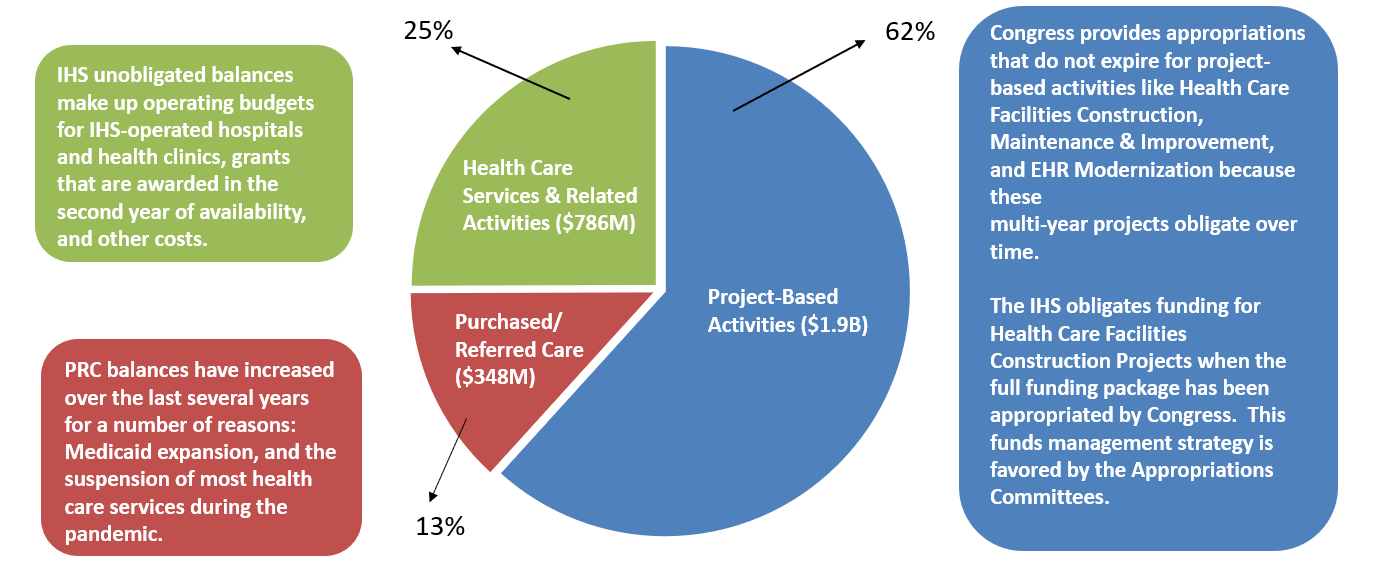 25%
62%
IHS unobligated balances
make up operating budgets
for IHS-operated hospitals
and health clinics, grants
that are awarded in the
second year of availability,
and other costs.
PRC balances have increased
over the last several years
for a number of reasons:
Medicaid expansion, and the
suspension of most health
care services during the
pandemic.
Health Care
Services & Related
Activities ($786M)
Purchased/
Referred Care
($348M)
13%
Project-Based
Activities ($1.9B)
Congress provides appropriations
that do not expire for project-
based activities like Health Care
Facilities Construction,
Maintenance & Improvement,
and EHR Modernization because
these
multi-year projects obligate over
time.
The IHS obligates funding for
Health Care Facilities
Construction Projects when the
full funding package has been
appropriated by Congress.  This
funds management strategy is
favored by the Appropriations
Committees.